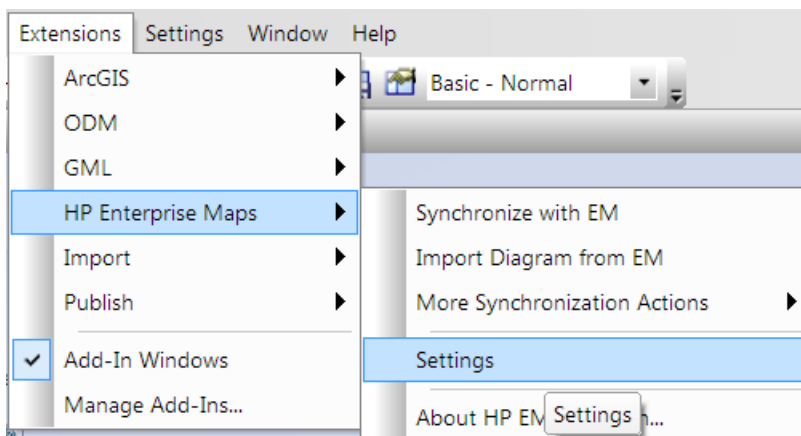 Extensions Settings Window Help
ArcGIS
Basic - Normal
ODM
GML
HP Enterprise Maps
Synchronize with EM
Import
Import Diagram from EM
Publish
More Synchronization Actions
Add-In Windows
Settings
Manage Add-Ins...
About HP EM
Settings